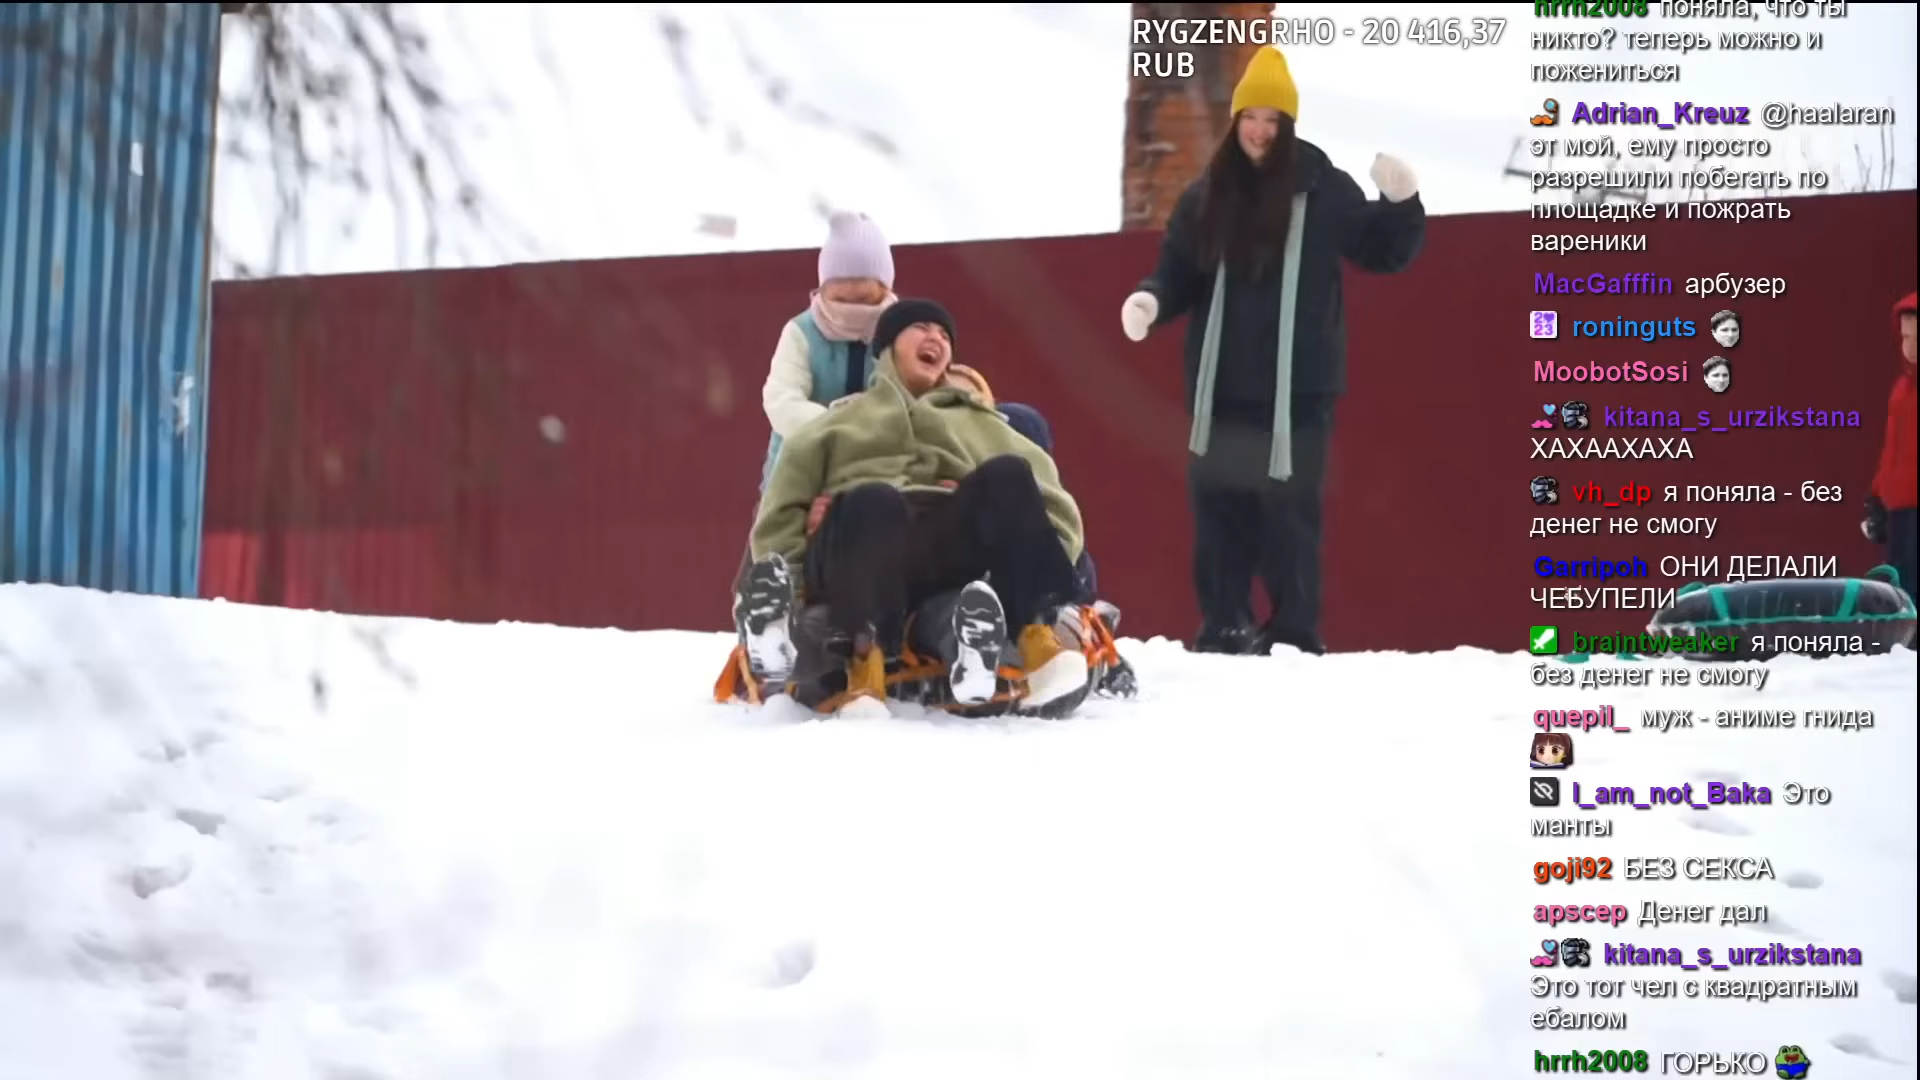 RYGZENGRHO - 20 416,37
RUB
hrrh2008 поняла, что ты
никто? теперь можно и
пожениться
Adrian_Kreuz @haalaran
эт мой, ему просто
разрешили побегать по
площадке и пожрать
вареники
MacGafffin арбузер
2 23
roninguts
MoobotSosi
kitana_s_urzikstana
ХАХААХАХА
vh_dp я поняла - без
денег не смогу
Garripoh ОНИ ДЕЛАЛИ
ЧЕБУПЕЛИ
braintweaker я поняла -
без денег не смогу
quepil_ муж - аниме гнида
I_am_not_Baka Это
манты
goji92 БЕЗ СЕКСА
apscep Денег дал
kitana_s_urzikstana
Это тот чел с квадратным
ебалом
hrrh2008 ГОРЬКО